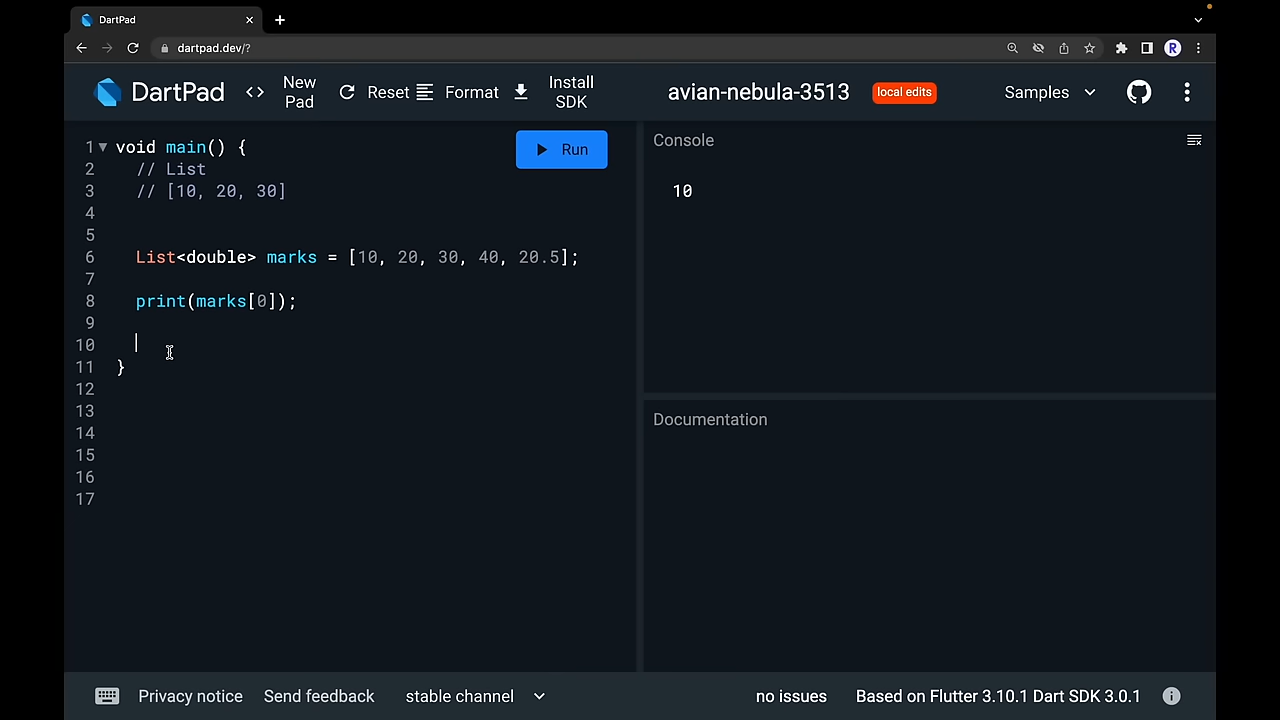 DartPad
dartpad.dev/?
R
DartPad
<> New Pad
Reset
Format
Install SDK
avian-nebula-3513
local edits
Samples
1 void main() {
2 // List
3 // [10, 20, 30]
4
5
6 List<double> marks = [10, 20, 30, 40, 20.5];
7
8 print(marks[0]);
9
10
11 }
12
13
14
15
16
17
Run
Console
10
Documentation
Privacy notice
Send feedback
stable channel
no issues
Based on Flutter 3.10.1 Dart SDK 3.0.1